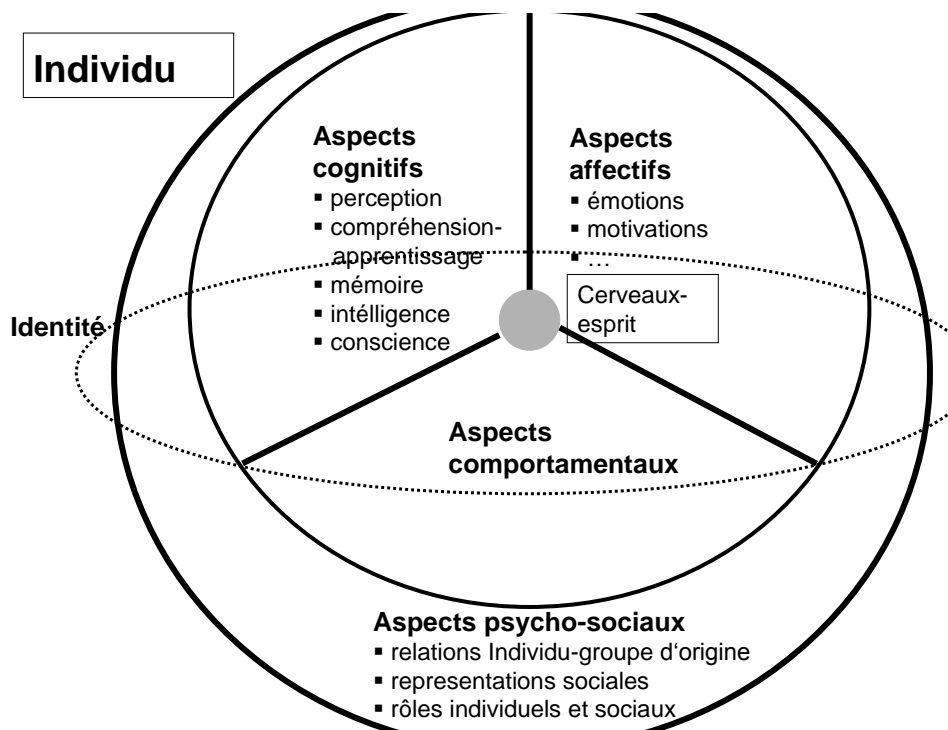 Individu
Aspects
cognitifs
▪ perception
▪ compréhension-
apprentissage
▪ mémoire
▪ intélligence
▪ conscience
Aspects
affectifs
▪ émotions
▪ motivations
▪ …
Cerveaux-
esprit
Identité
Aspects
comportamentaux
Aspects psycho-sociaux
▪ relations Individu-groupe d‘origine
▪ representations sociales
▪ rôles individuels et sociaux